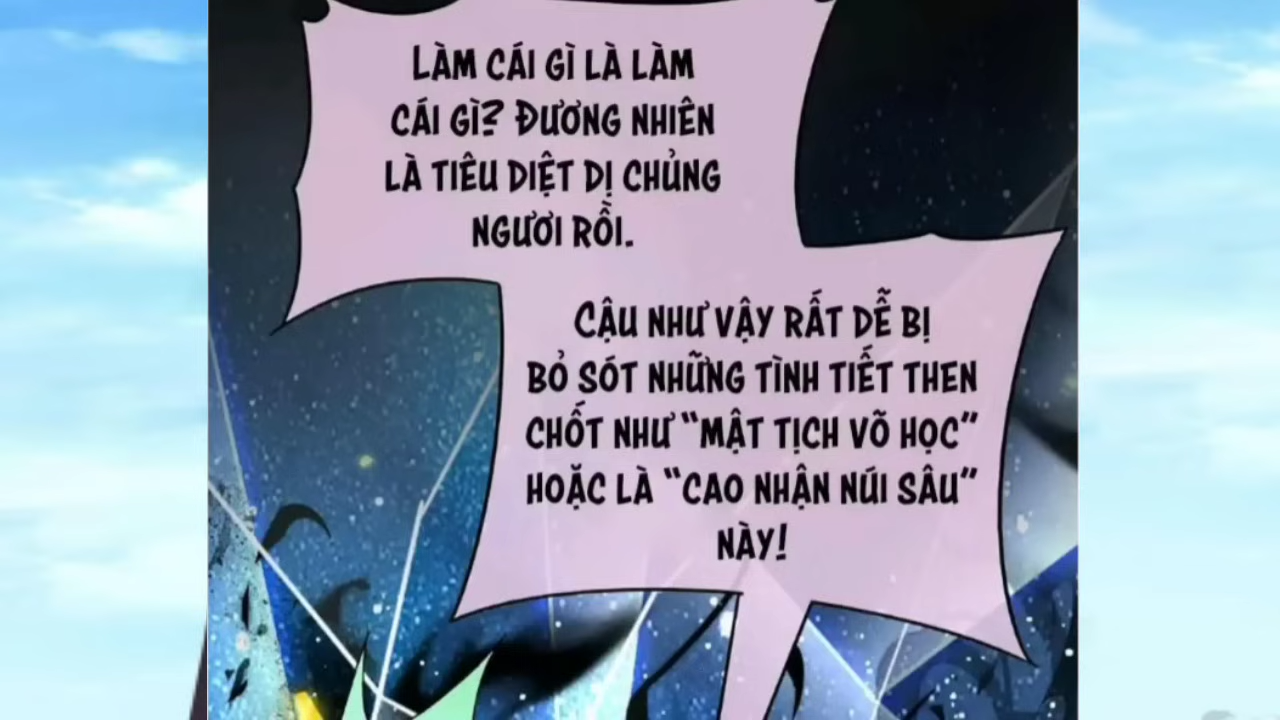 LÀM CÁI GÌ LÀ LÀM
CÁI GÌ? ĐƯƠNG NHIÊN
LÀ TIÊU DIỆT DỊ CHỦNG
NGƯƠI RỒI.
CẬU NHƯ VẬY RẤT DỄ BỊ
BỎ SÓT NHỮNG TÌNH TIẾT THEN
CHỐT NHƯ “MẬT TỊCH VÕ HỌC”
HOẶC LÀ “CAO NHẬN NÚI SÂU”
NÀY!